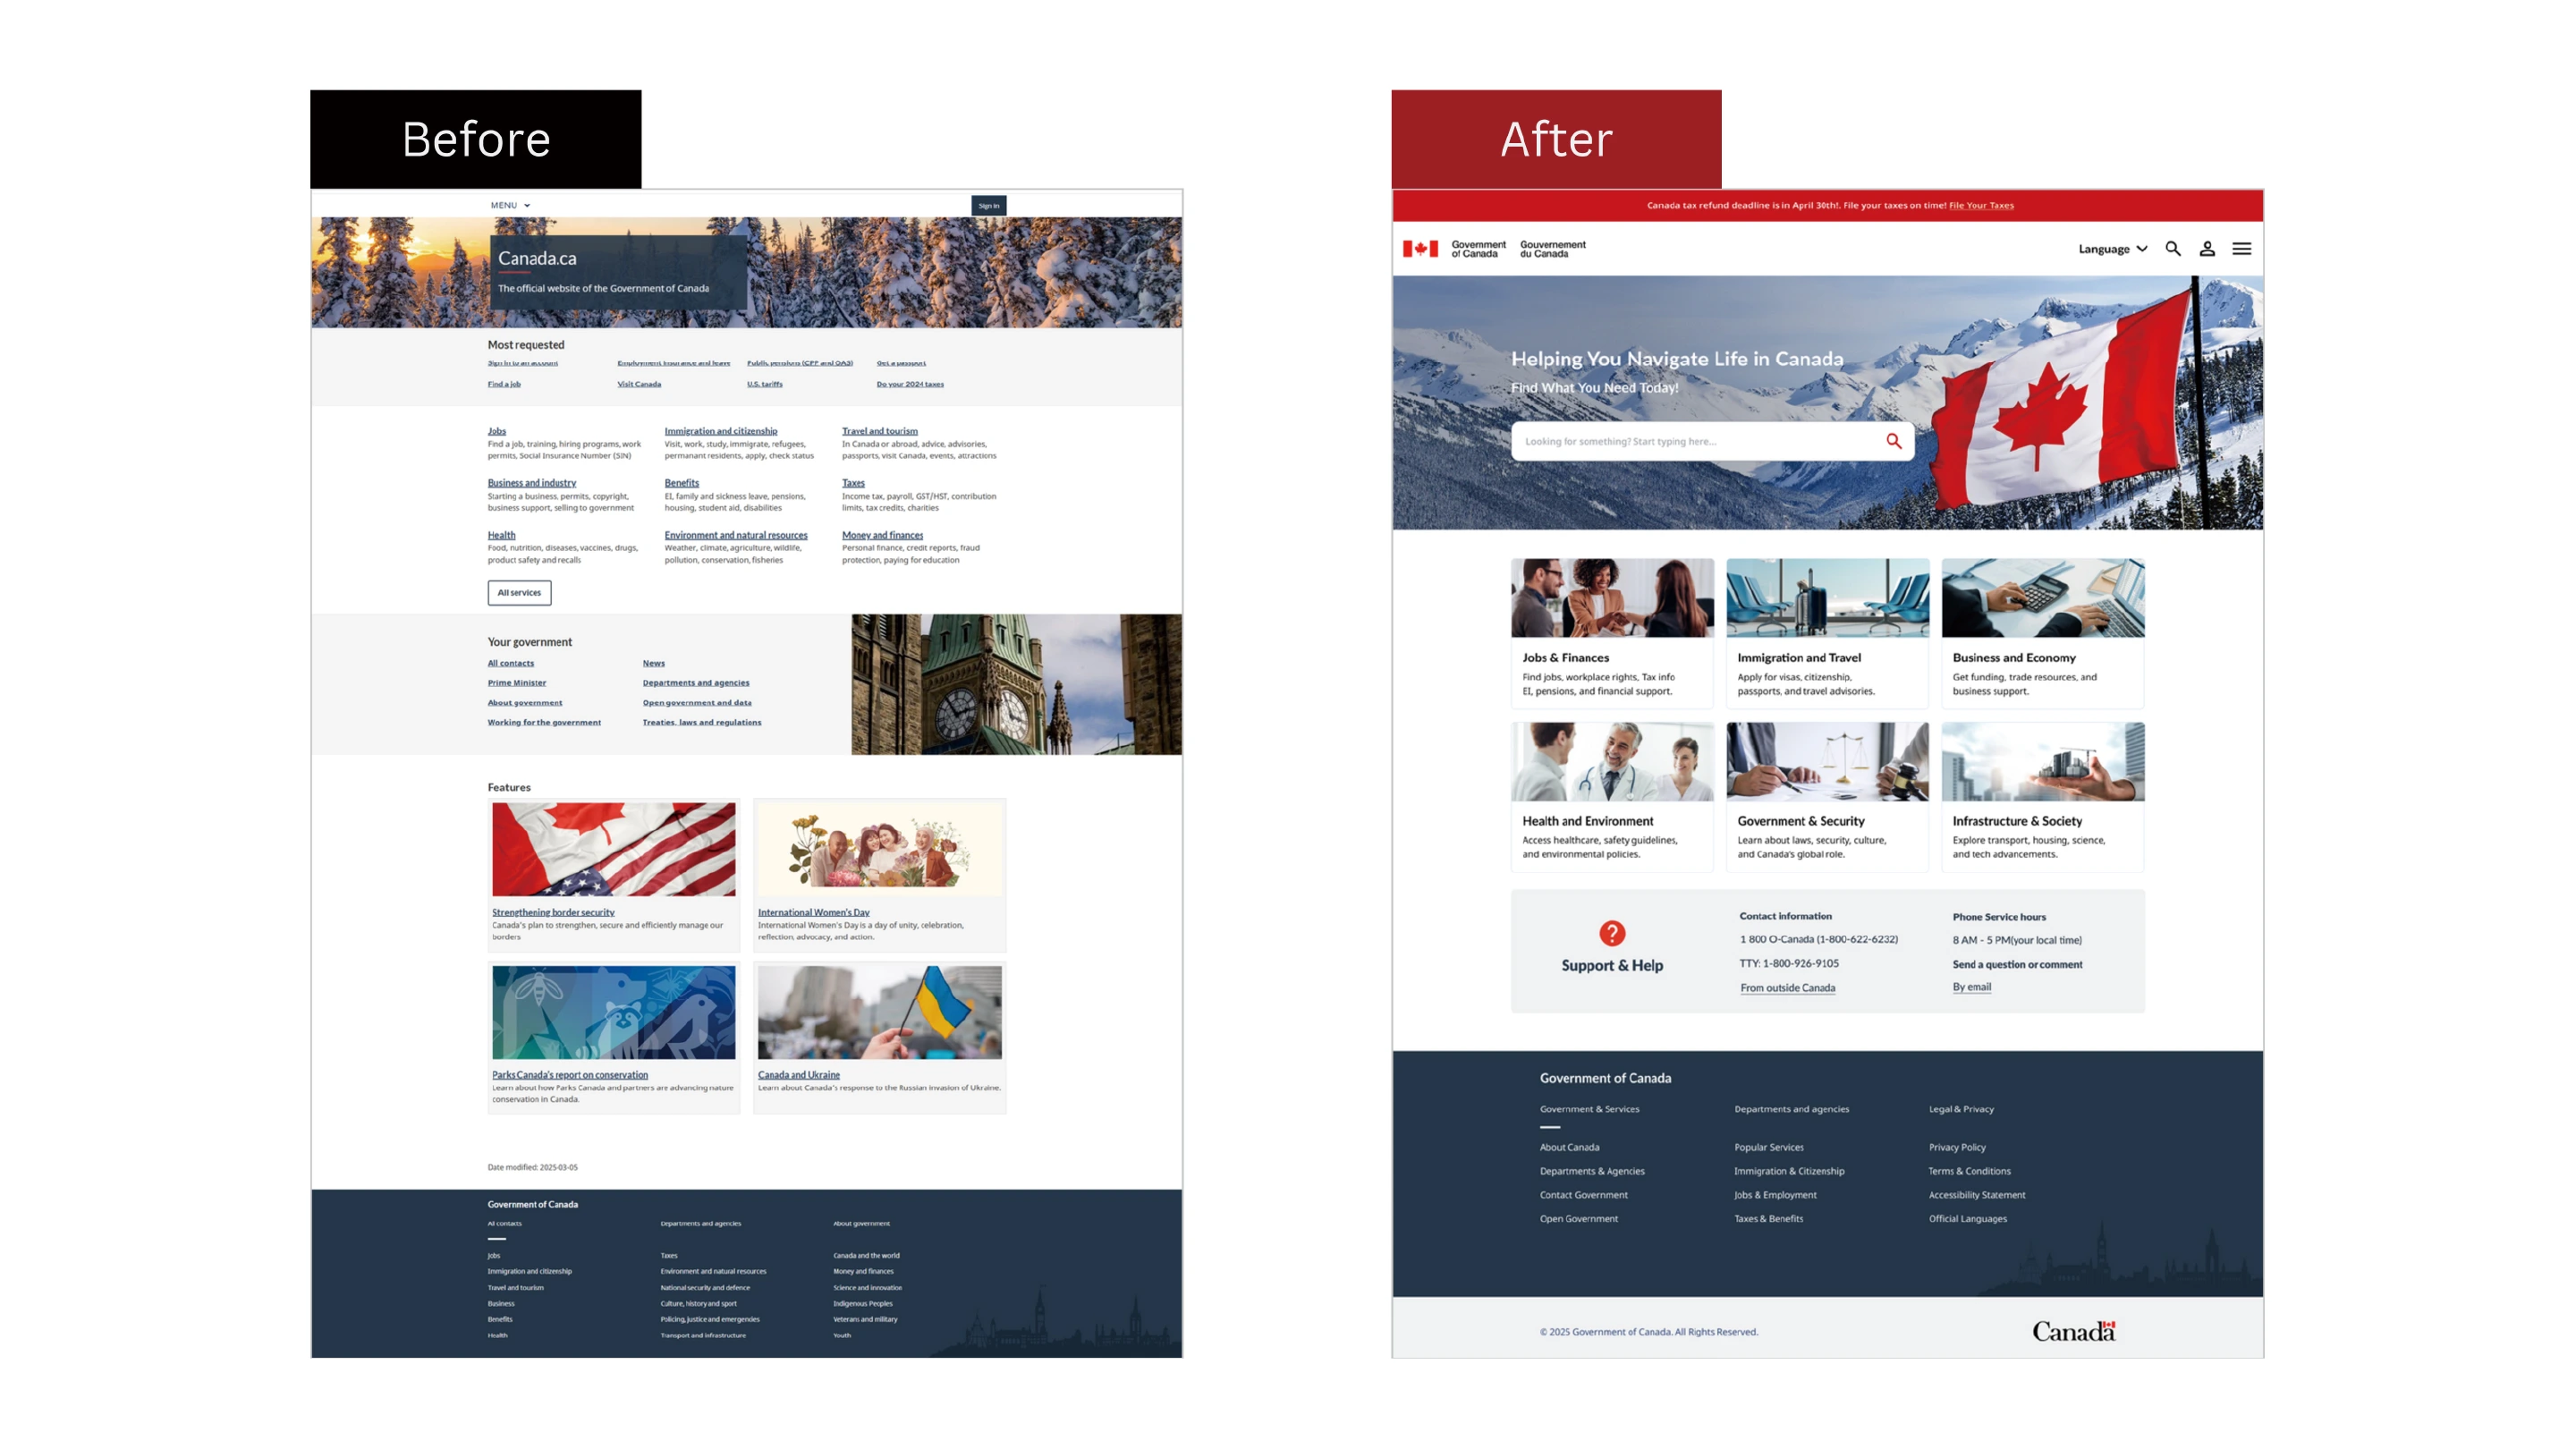 Before
MENU
Sign in
Canada.ca
The official website of the Government of Canada
Most requested
Sign in to an account
Employment Insurance and leave
Public pensions (CPP and OAS)
Get a passport
Find a job
Visit Canada
U.S. tariffs
Do your 2024 taxes
Jobs
Find a job, training, hiring programs, work
permits, Social Insurance Number (SIN)
Immigration and citizenship
Visit, work, study, immigrate, refugees,
permanant residents, apply, check status
Travel and tourism
In Canada or abroad, advice, advisories,
passports, visit Canada, events, attractions
Business and industry
Starting a business, permits, copyright,
business support, selling to government
Benefits
EI, family and sickness leave, pensions,
housing, student aid, disabilities
Taxes
Income tax, payroll, GST/HST, contribution
limits, tax credits, charities
Health
Food, nutrition, diseases, vaccines, drugs,
product safety and recalls
Environment and natural resources
Weather, climate, agriculture, wildlife,
pollution, conservation, fisheries
Money and finances
Personal finance, credit reports, fraud
protection, paying for education
All services
Your government
All contacts
News
Prime Minister
Departments and agencies
About government
Open government and data
Working for the government
Treaties, laws and regulations
Features
Strengthening border security
Canada's plan to strengthen, secure and efficiently manage our
borders
International Women's Day
International Women's Day is a day of unity, celebration,
reflection, advocacy, and action.
Parks Canada's report on conservation
Learn about how Parks Canada and partners are advancing nature
conservation in Canada.
Canada and Ukraine
Learn about Canada's response to the Russian invasion of Ukraine.
Date modified: 2025-03-05
Government of Canada
All contacts
Departments and agencies
About government
Jobs
Taxes
Canada and the world
Immigration and citizenship
Environment and natural resources
Money and finances
Travel and tourism
National security and defence
Science and innovation
Business
Culture, history and sport
Indigenous Peoples
Benefits
Policing, justice and emergencies
Veterans and military
Health
Transport and infrastructure
Youth
After
Canada tax refund deadline is in April 30th!. File your taxes on time! File Your Taxes
Government
of Canada
Gouvernement
du Canada
Language
Helping You Navigate Life in Canada
Find What You Need Today!
Looking for something? Start typing here...
Jobs & Finances
Find jobs, workplace rights, Tax info
EI, pensions, and financial support.
Immigration and Travel
Apply for visas, citizenship,
passports, and travel advisories.
Business and Economy
Get funding, trade resources, and
business support.
Health and Environment
Access healthcare, safety guidelines,
and environmental policies.
Government & Security
Learn about laws, security, culture,
and Canada's global role.
Infrastructure & Society
Explore transport, housing, science,
and tech advancements.
Support & Help
Contact information
1 800 O-Canada (1-800-622-6232)
TTY: 1-800-926-9105
From outside Canada
Phone Service hours
8 AM - 5 PM(your local time)
Send a question or comment
By email
Government of Canada
Government & Services
Departments and agencies
Legal & Privacy
About Canada
Popular Services
Privacy Policy
Departments & Agencies
Immigration & Citizenship
Terms & Conditions
Contact Government
Jobs & Employment
Accessibility Statement
Open Government
Taxes & Benefits
Official Languages
© 2025 Government of Canada. All Rights Reserved.
Canada